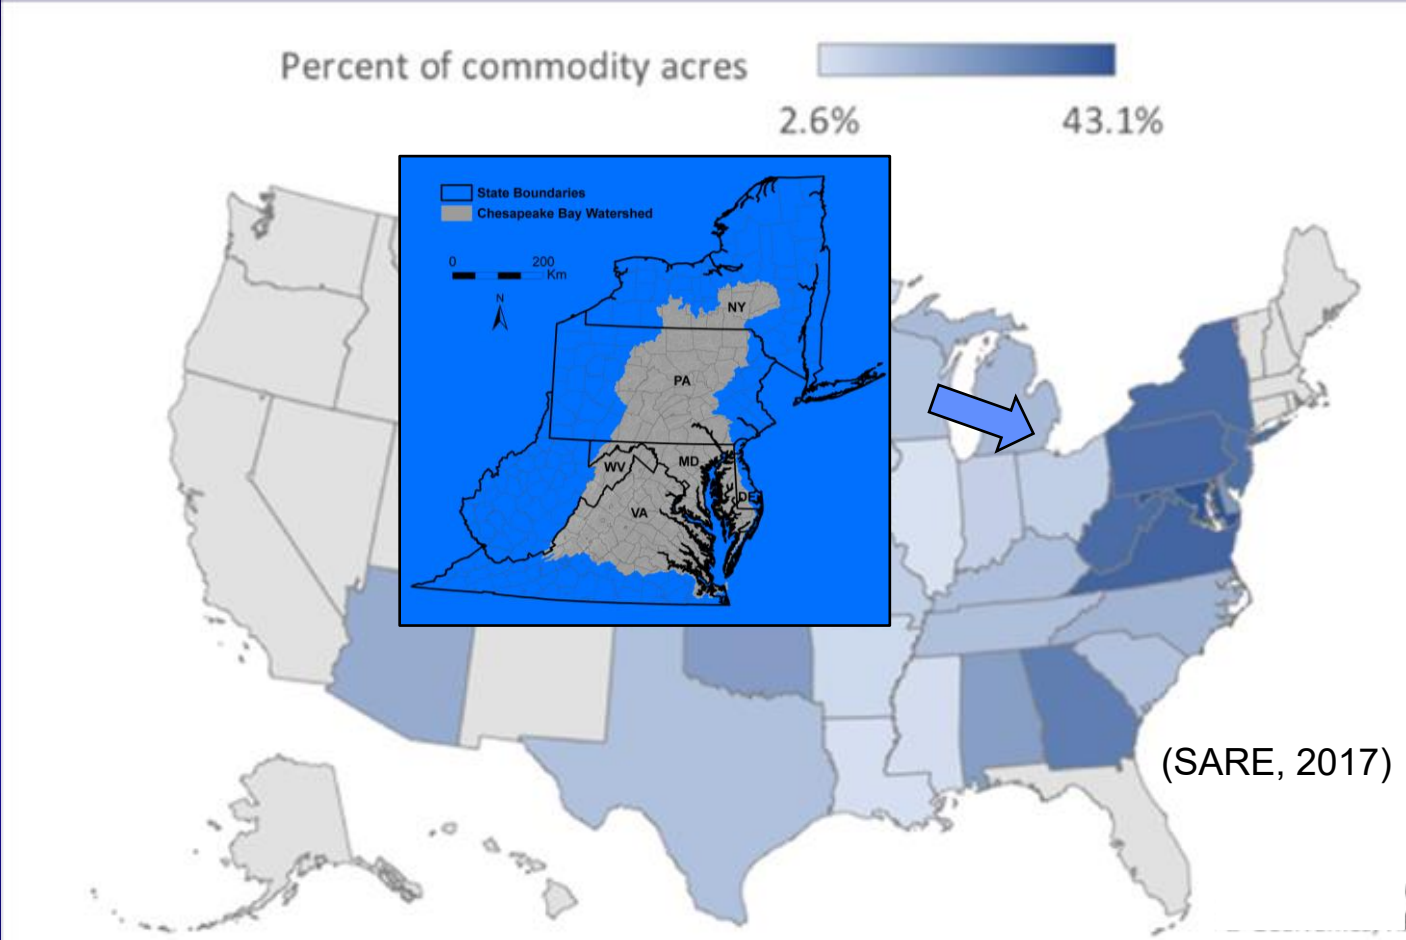 Percent of commodity acres
2.6% 43.1%
State Boundaries
Chesapeake Bay Watershed
0 200
Km
N
NY
PA
WV
MD
DE
VA
(SARE, 2017)